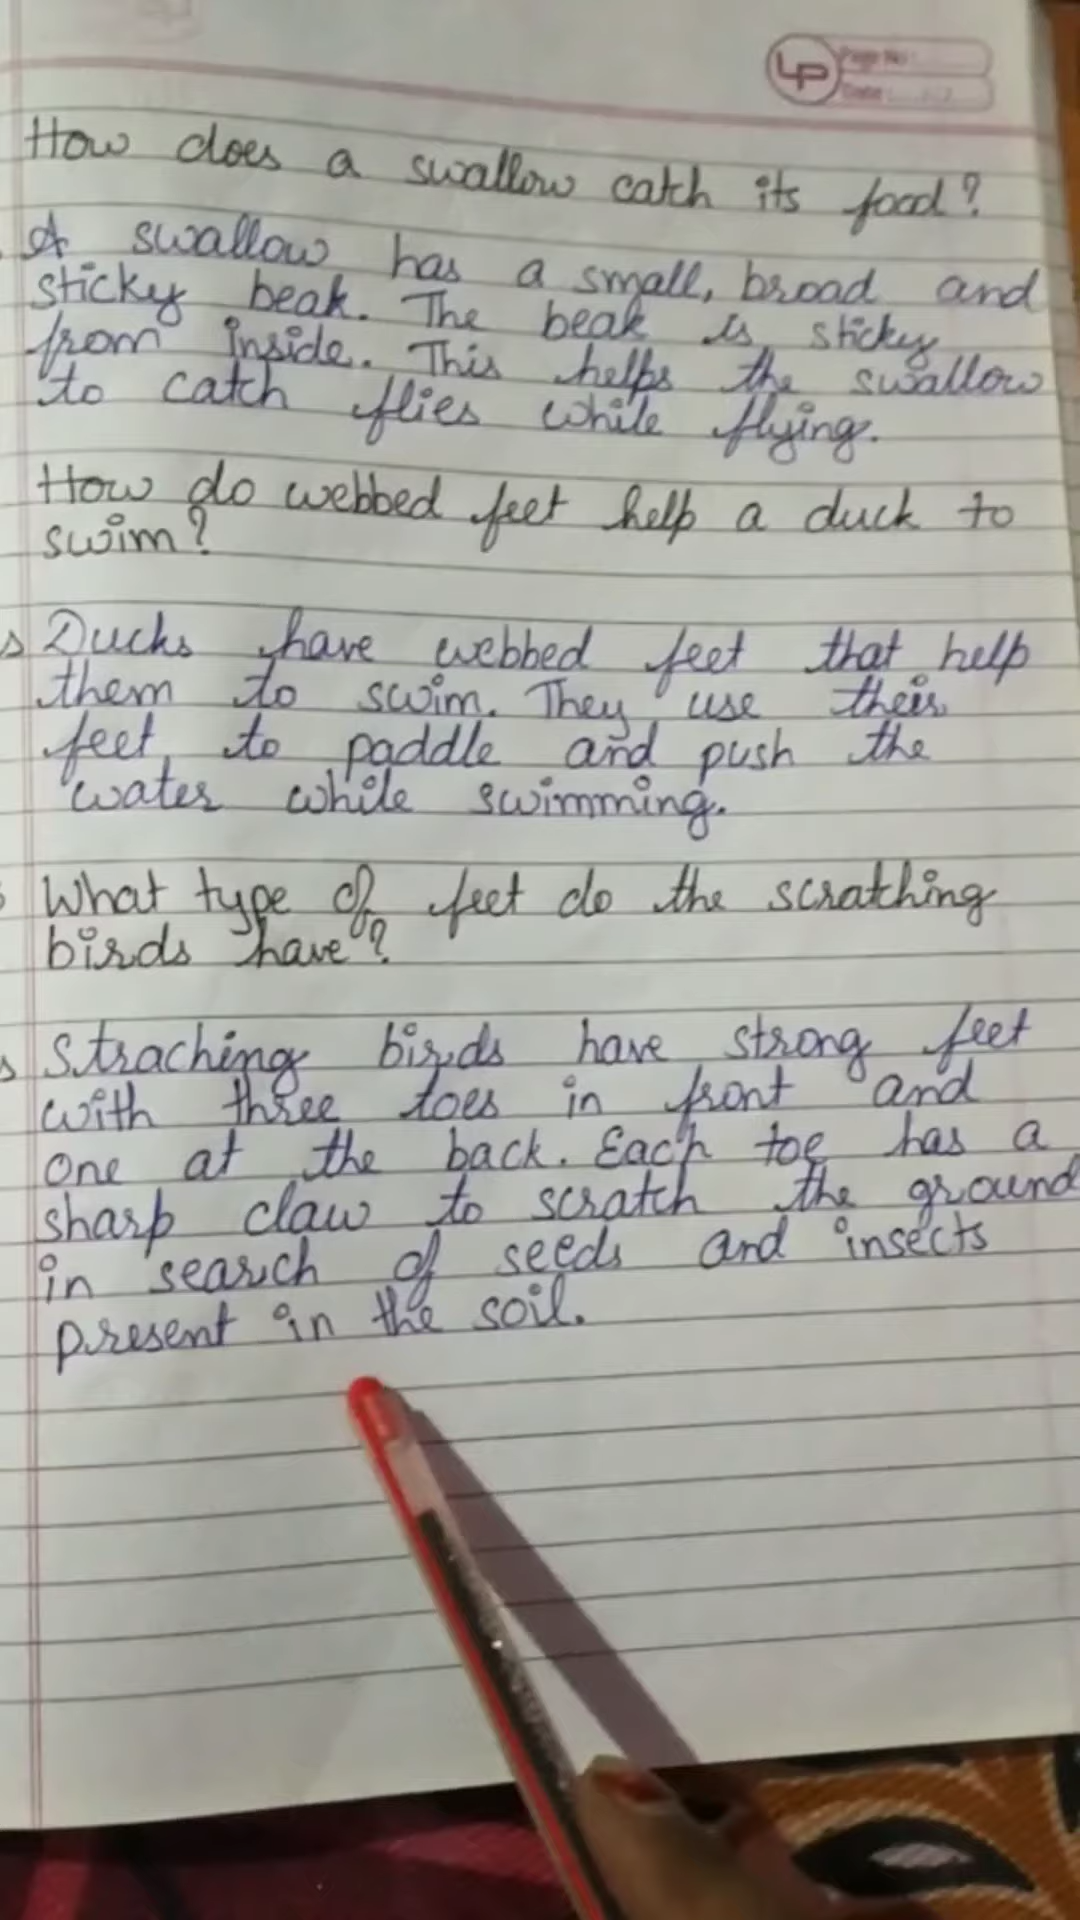 LP Page No.:
Date:
How does a swallow catch its food?
A swallow has a small, broad and
sticky beak. The beak is sticky
from inside. This helps the swallow
to catch flies while flying.
How do webbed feet help a duck to
swim?
s Ducks have webbed feet that help
them to swim. They use their
feet to paddle and push the
water while swimming.
What type of feet do the scrathing
birds have?
s Straching birds have strong feet
with three toes in front and
one at the back. Each toe has a
sharp claw to scratch the ground
in search of seeds and insects
present in the soil.